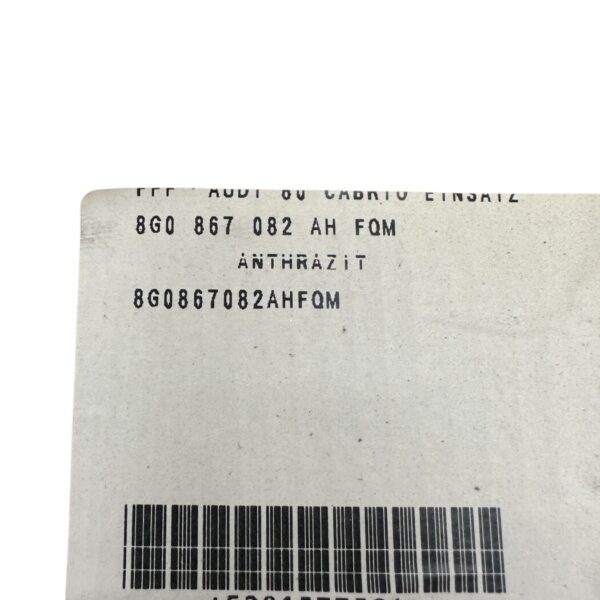 AUDI 80 CABRIO EINSATZ
8G0 867 082 AH FQM
ANTHRAZIT
8G0867082AHFQM